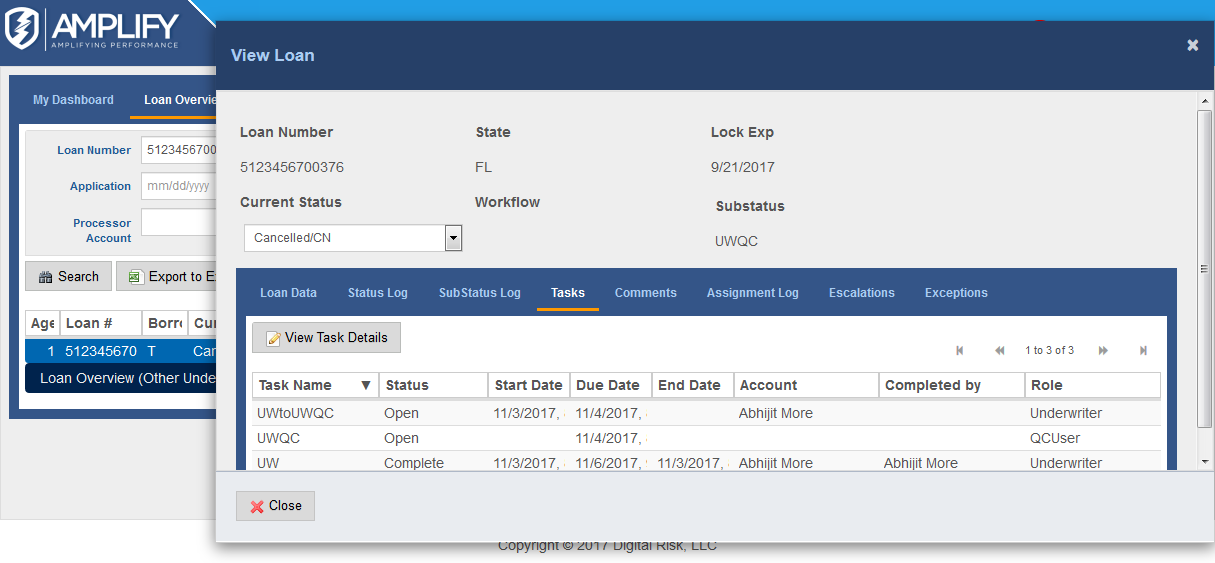 AMPLIFY
AMPLIFYING PERFORMANCE
View Loan
My Dashboard Loan Overvie
Loan Number 5123456700
Application mm/dd/yyyy
Processor
Account
Search Export to E
Age Loan # Borro Cur
1 512345670 T Can
Loan Overview (Other Unde
Loan Number State Lock Exp
5123456700376 FL 9/21/2017
Current Status Workflow Substatus
Cancelled/CN UWQC
Loan Data Status Log SubStatus Log Tasks Comments Assignment Log Escalations Exceptions
View Task Details
1 to 3 of 3
Task Name ▼ Status Start Date Due Date End Date Account Completed by Role
UWtoUWQC Open 11/3/2017, 11/4/2017, Abhijit More Underwriter
UWQC Open 11/4/2017, QCUser
UW Complete 11/3/2017, 11/6/2017, 11/3/2017, Abhijit More Abhijit More Underwriter
Close
Copyright © 2017 Digital Risk, LLC